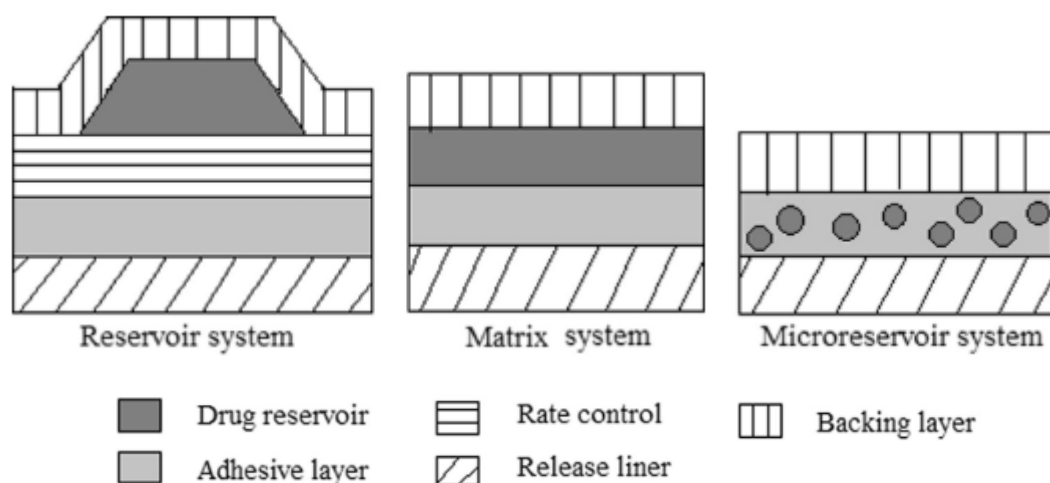 Reservoir system
Matrix system
Microreservoir system
Drug reservoir
Rate control
Backing layer
Adhesive layer
Release liner